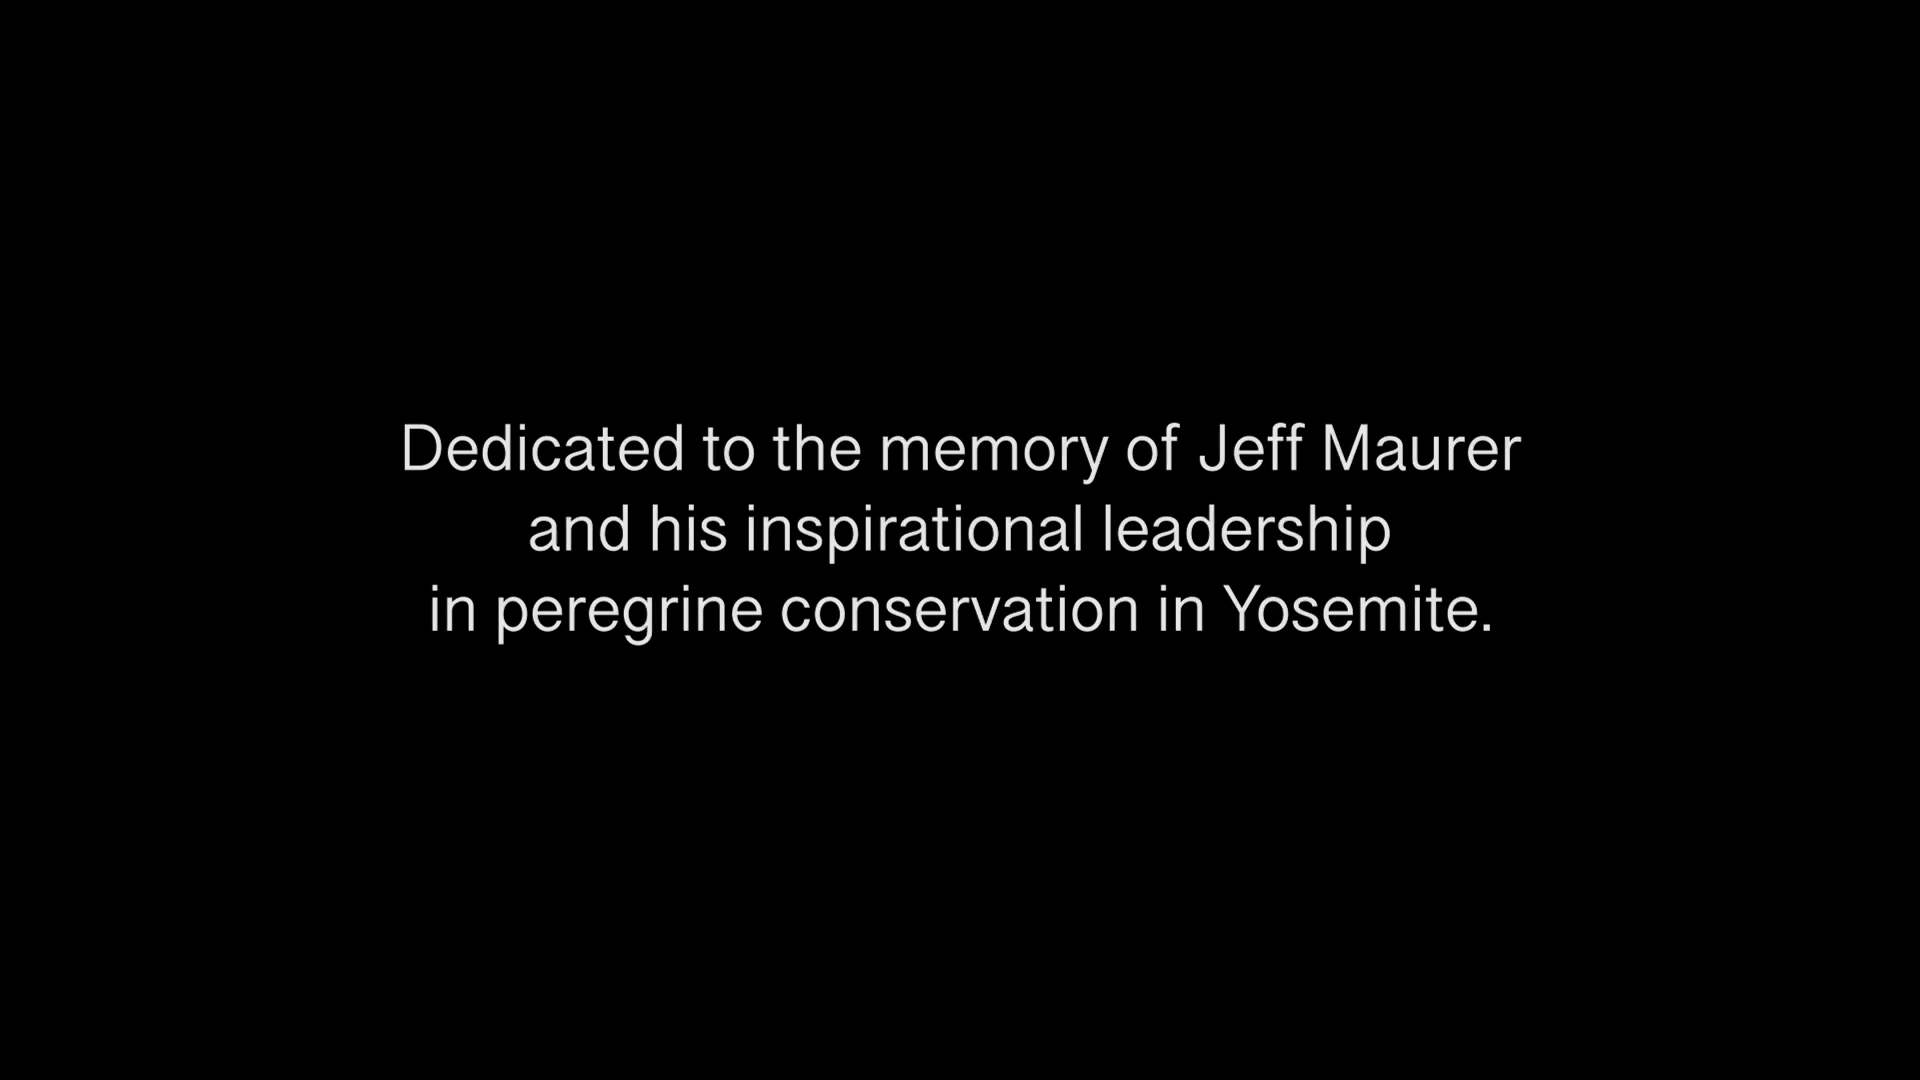 Dedicated to the memory of Jeff Maurer
and his inspirational leadership
in peregrine conservation in Yosemite.